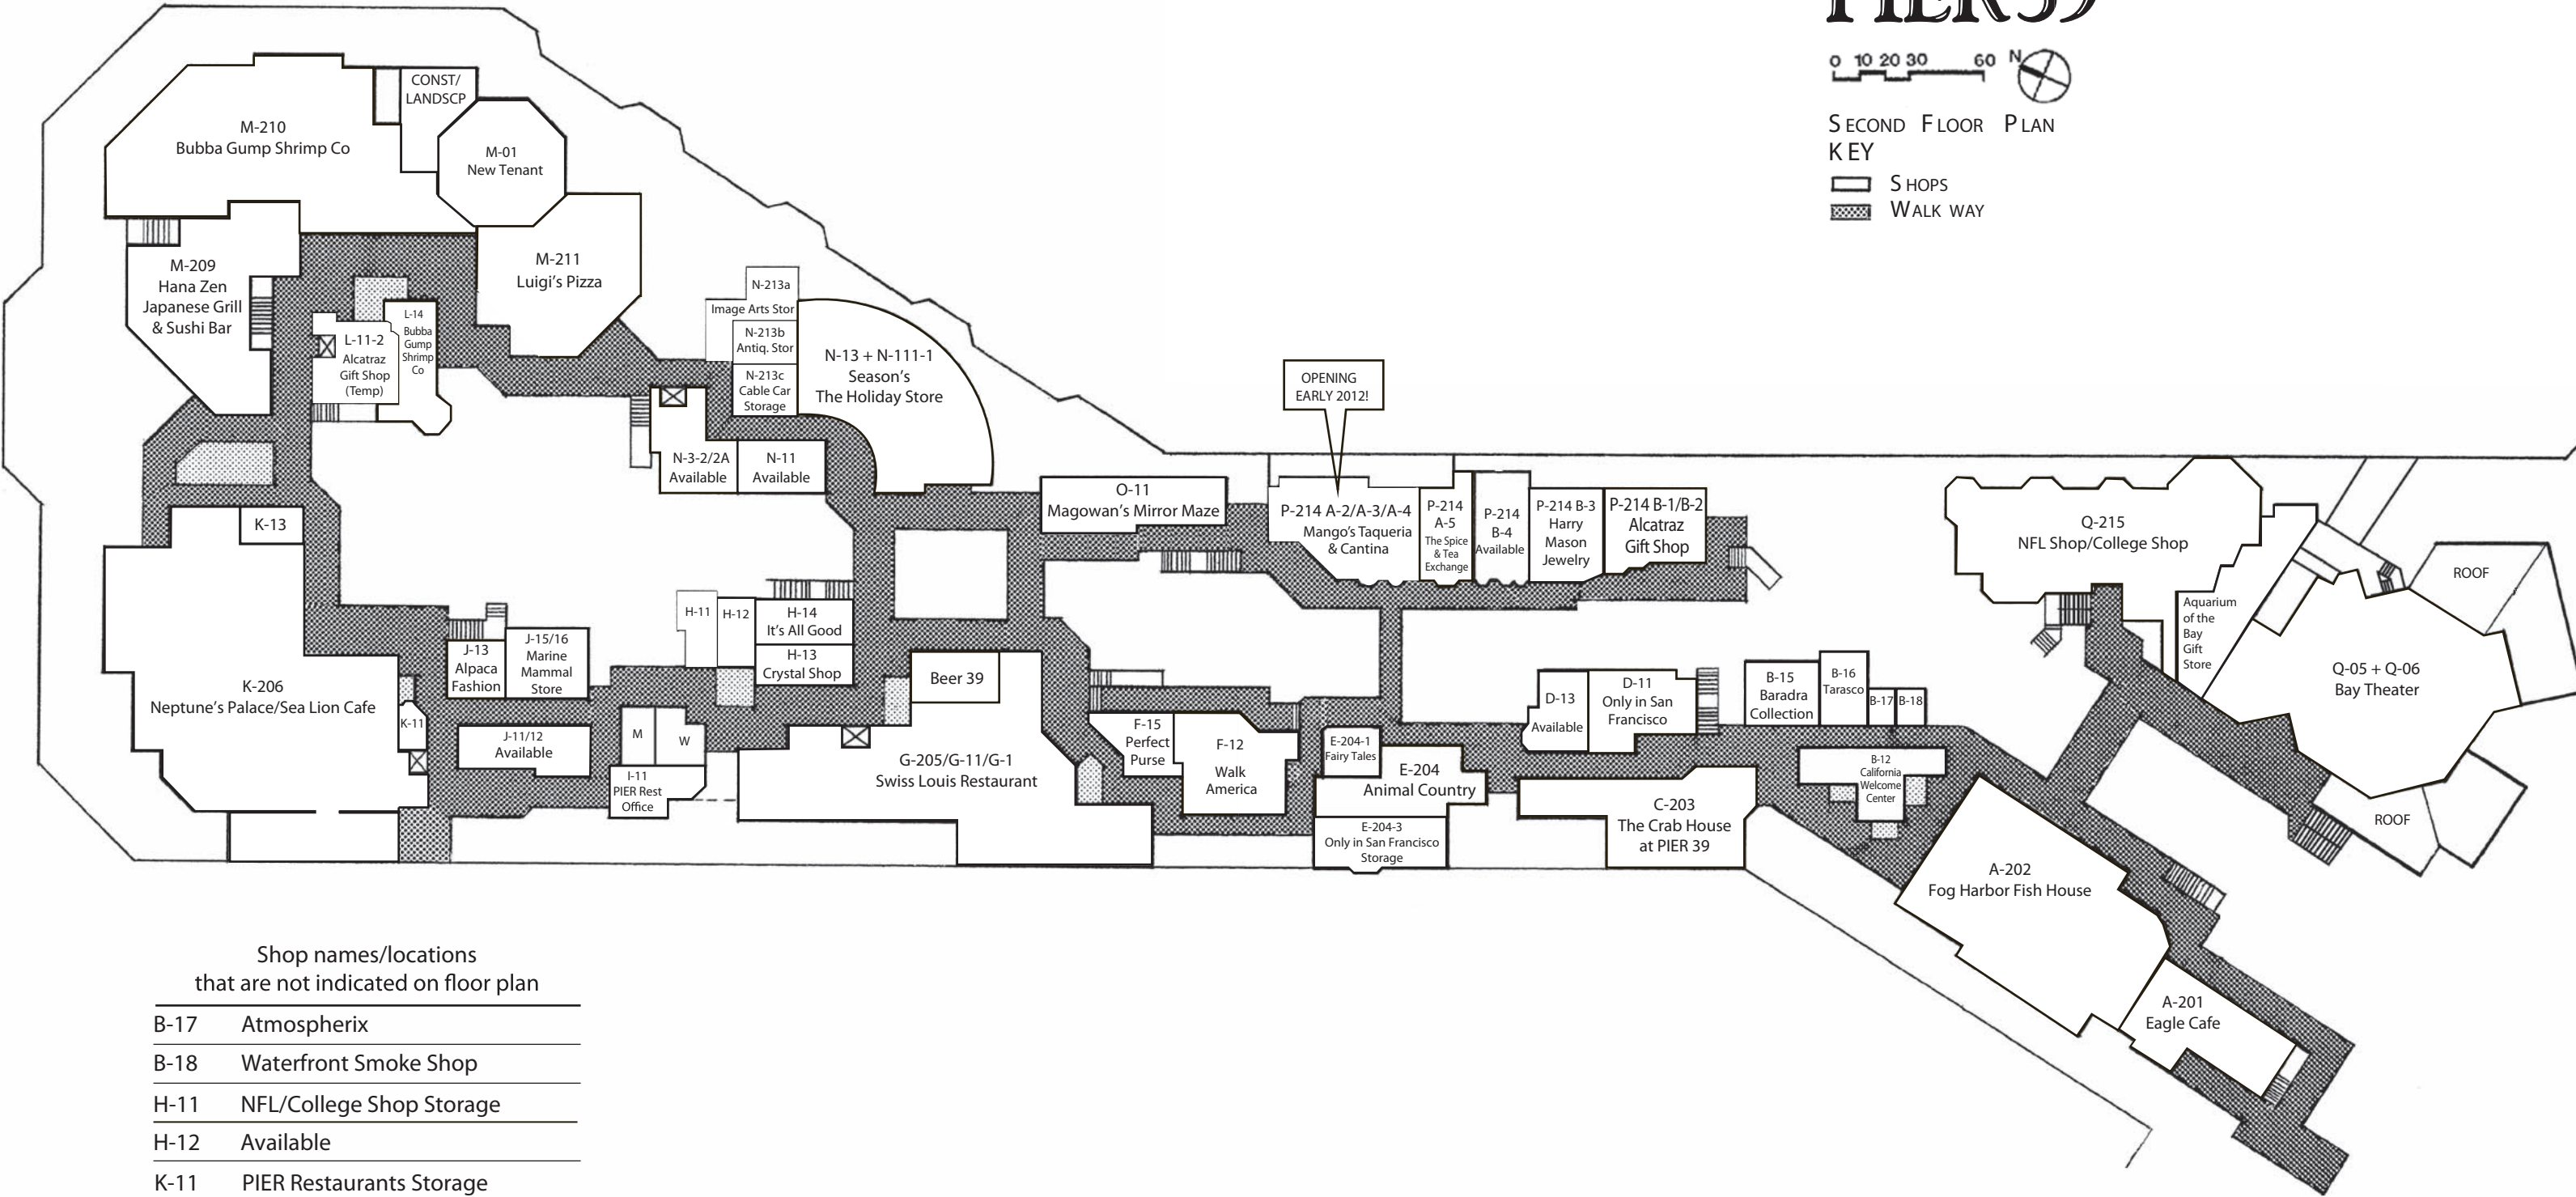 PIER 39
0 10 20 30 60 N
SECOND FLOOR PLAN
KEY
SHOPS
WALK WAY
CONST/
LANDSCP
M-210
Bubba Gump Shrimp Co
M-01
New Tenant
M-211
Luigi's Pizza
M-209
Hana Zen
Japanese Grill
& Sushi Bar
L-14
Bubba
Gump
Shrimp
Co
L-11-2
Alcatraz
Gift Shop
(Temp)
N-213a
Image Arts Stor
N-213b
Antiq. Stor
N-213c
Cable Car
Storage
N-13 + N-111-1
Season's
The Holiday Store
N-3-2/2A
Available
N-11
Available
OPENING
EARLY 2012!
O-11
Magowan's Mirror Maze
P-214 A-2/A-3/A-4
Mango's Taqueria
& Cantina
P-214
A-5
The Spice
& Tea
Exchange
P-214
B-4
Available
P-214 B-3
Harry
Mason
Jewelry
P-214 B-1/B-2
Alcatraz
Gift Shop
Q-215
NFL Shop/College Shop
Aquarium
of the
Bay
Gift
Store
ROOF
Q-05 + Q-06
Bay Theater
ROOF
K-13
K-206
Neptune's Palace/Sea Lion Cafe
K-11
J-13
Alpaca
Fashion
J-15/16
Marine
Mammal
Store
J-11/12
Available
H-11
H-12
H-14
It's All Good
H-13
Crystal Shop
M
W
I-11
PIER Rest
Office
Beer 39
G-205/G-11/G-1
Swiss Louis Restaurant
F-15
Perfect
Purse
F-12
Walk
America
E-204-1
Fairy Tales
E-204
Animal Country
E-204-3
Only in San Francisco
Storage
D-13
Available
D-11
Only in San
Francisco
C-203
The Crab House
at PIER 39
B-15
Baradra
Collection
B-16
Tarasco
B-17
B-18
B-12
California
Welcome
Center
A-202
Fog Harbor Fish House
A-201
Eagle Cafe
Shop names/locations
that are not indicated on floor plan
B-17 Atmospherix
B-18 Waterfront Smoke Shop
H-11 NFL/College Shop Storage
H-12 Available
K-11 PIER Restaurants Storage